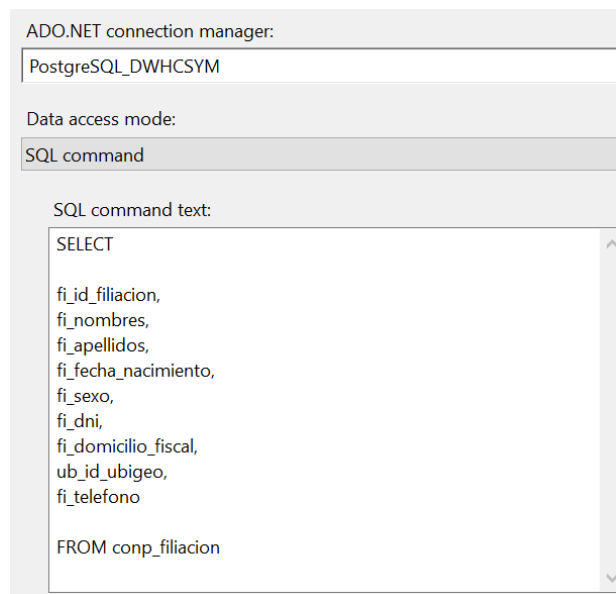 ADO.NET connection manager:
PostgreSQL_DWHCSYM
Data access mode:
SQL command
SQL command text:
SELECT
fi_id_filiacion,
fi_nombres,
fi_apellidos,
fi_fecha_nacimiento,
fi_sexo,
fi_dni,
fi_domicilio_fiscal,
ub_id_ubigeo,
fi_telefono
FROM conp_filiacion